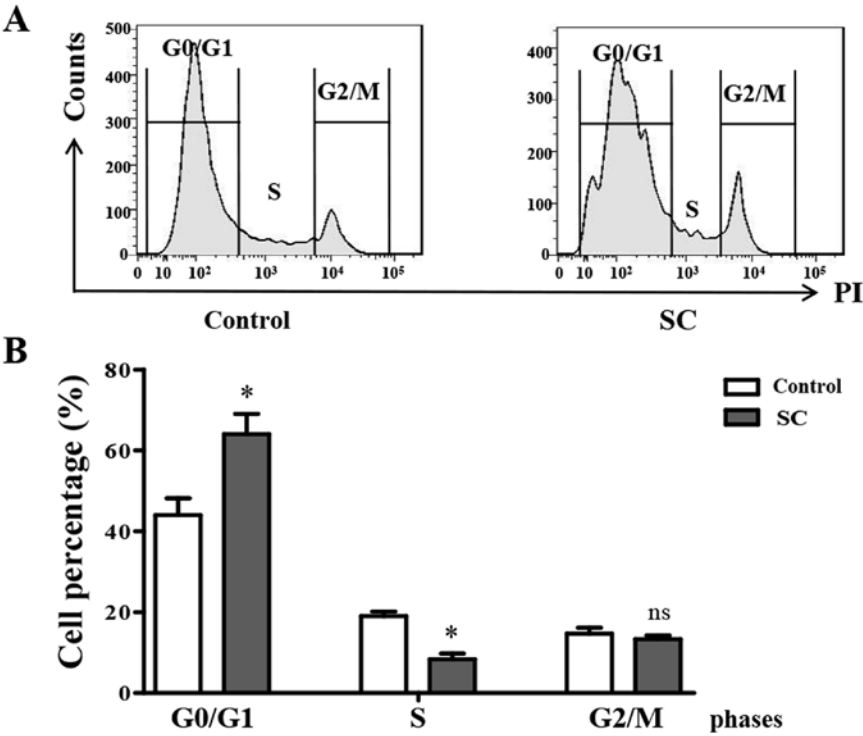 A
Counts
500
400
300
200
100
0
G0/G1
G2/M
S
0 10 10² 10³ 10⁴ 10⁵
Control
400
300
200
100
0
G0/G1
G2/M
S
0 10 10² 10³ 10⁴ 10⁵
SC
PI
B
Cell percentage (%)
80
60
40
20
0
*
*
ns
G0/G1 S G2/M phases
Control
SC